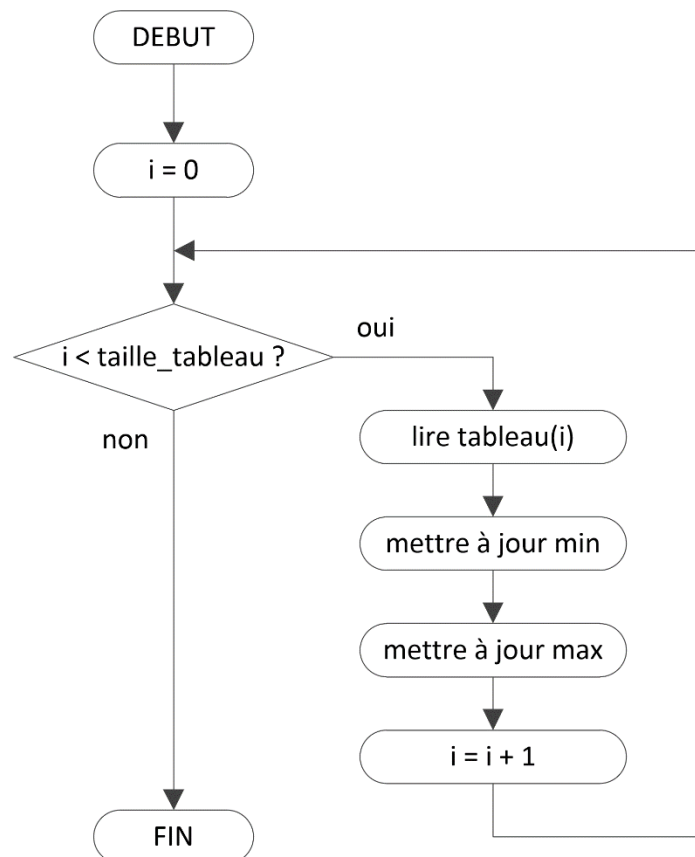 DEBUT
i = 0
i < taille_tableau ?
oui
non
lire tableau(i)
mettre à jour min
mettre à jour max
i = i + 1
FIN